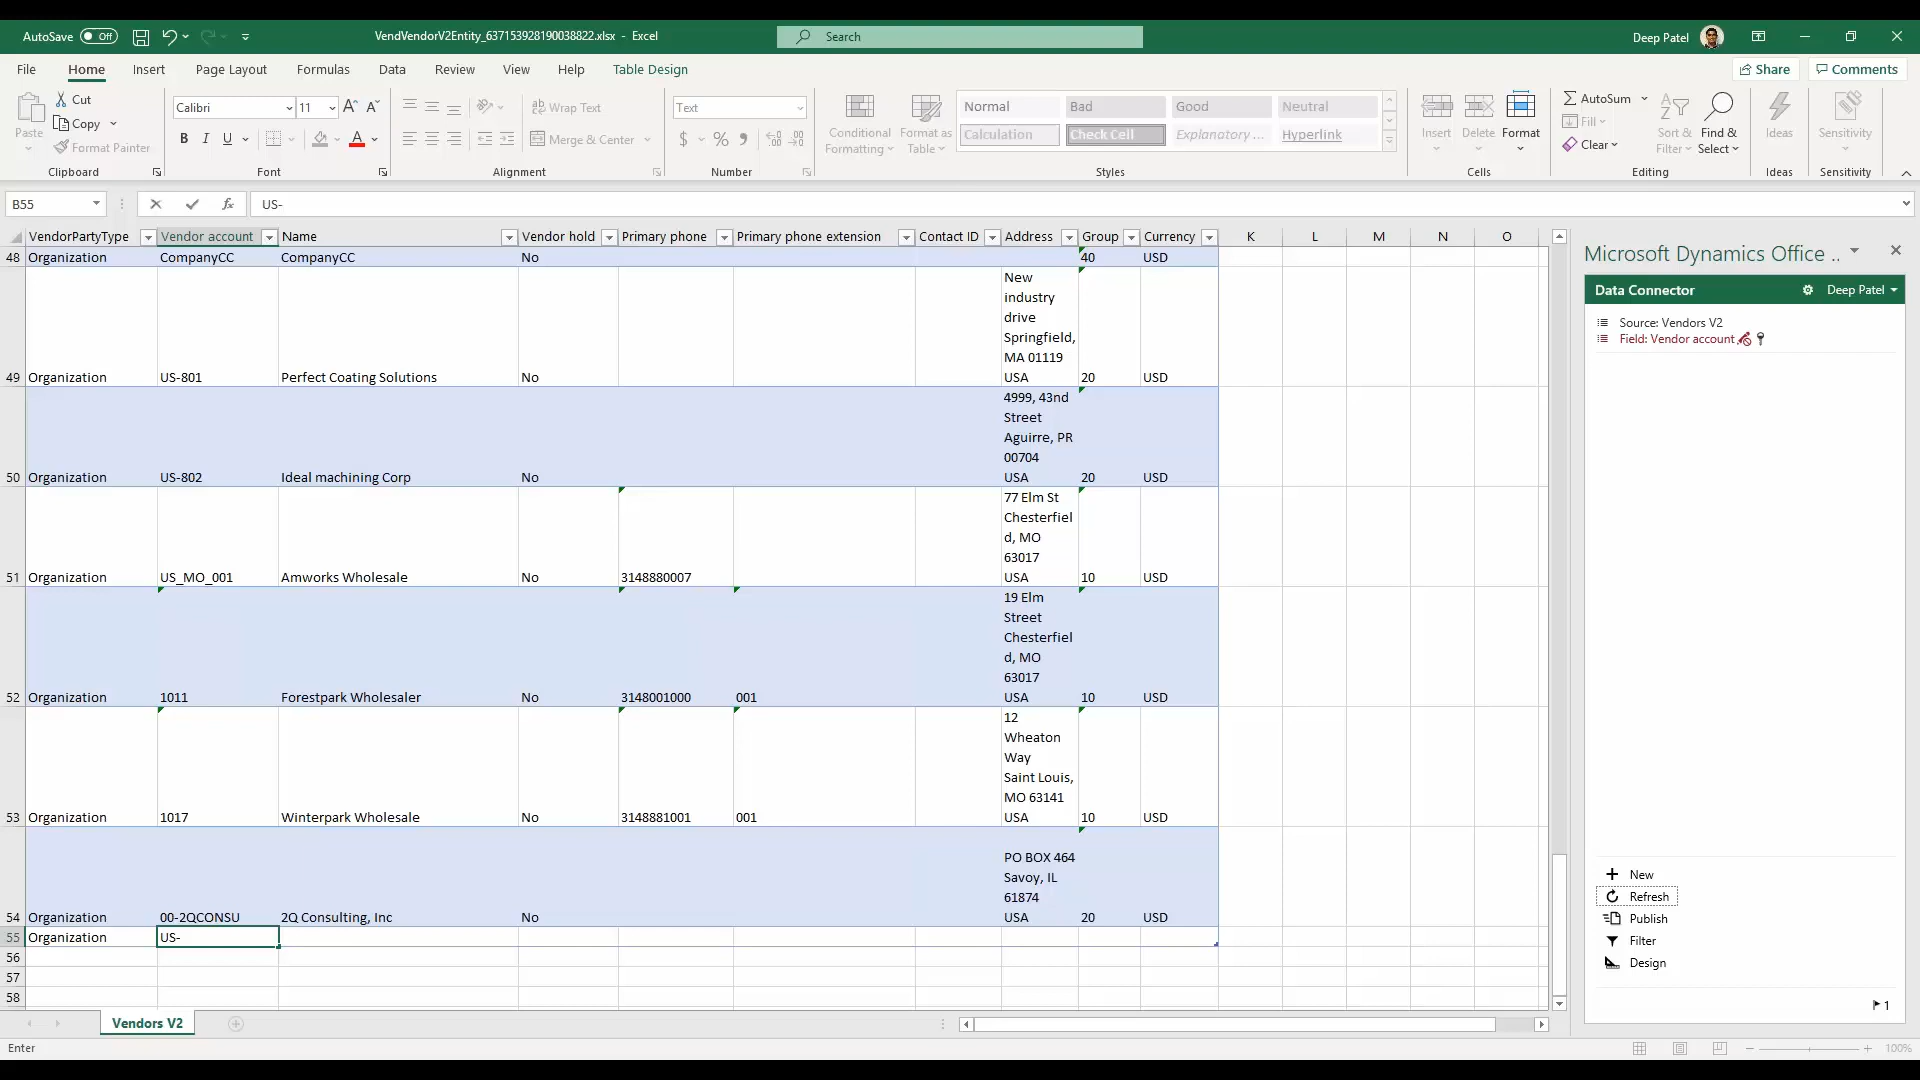 AutoSave Off VendVendorV2Entity_637153928190038822.xlsx - Excel Search Deep Patel
File Home Insert Page Layout Formulas Data Review View Help Table Design Share Comments
Paste Cut Copy Format Painter
Calibri 11 B I U A
Wrap Text Merge & Center
Text $ % ,
Conditional Formatting Format as Table
Normal Bad Good Neutral
Calculation Check Cell Explanatory ... Hyperlink
Insert Delete Format
AutoSum Fill Clear Sort & Filter Find & Select
Ideas Sensitivity
Clipboard Font Alignment Number Styles Cells Editing Ideas Sensitivity
B55 fx US-
VendorPartyType Vendor account Name Vendor hold Primary phone Primary phone extension Contact ID Address Group Currency K L M N O
48 Organization CompanyCC CompanyCC No 40 USD
New
industry
drive
Springfield,
MA 01119
49 Organization US-801 Perfect Coating Solutions No USA 20 USD
4999, 43nd
Street
Aguirre, PR
00704
50 Organization US-802 Ideal machining Corp No USA 20 USD
77 Elm St
Chesterfiel
d, MO
63017
51 Organization US_MO_001 Amworks Wholesale No 3148880007 USA 10 USD
19 Elm
Street
Chesterfiel
d, MO
63017
52 Organization 1011 Forestpark Wholesaler No 3148001000 001 USA 10 USD
12
Wheaton
Way
Saint Louis,
MO 63141
53 Organization 1017 Winterpark Wholesale No 3148881001 001 USA 10 USD
PO BOX 464
Savoy, IL
61874
54 Organization 00-2QCONSU 2Q Consulting, Inc No USA 20 USD
55 Organization US-
56
57
58
Vendors V2
Enter
100%
Microsoft Dynamics Office ..
Data Connector Deep Patel
Source: Vendors V2
Field: Vendor account
New
Refresh
Publish
Filter
Design
1